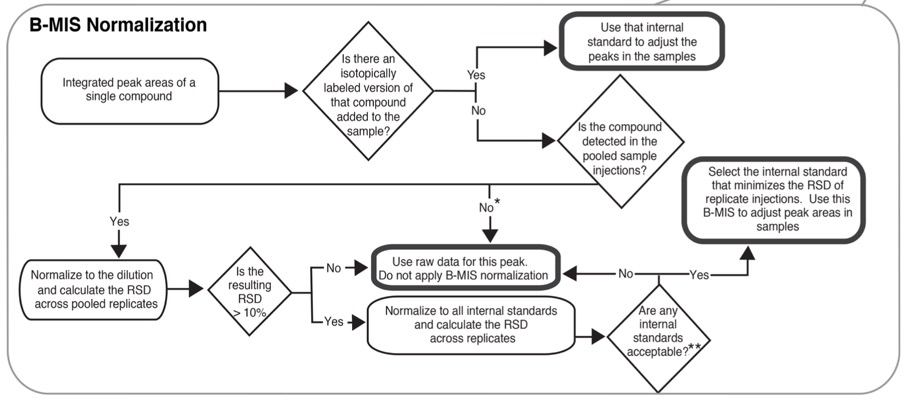 B-MIS Normalization
Integrated peak areas of a
single compound
Is there an
isotopically
labeled version of
that compound
added to the
sample?
Yes
No
Use that internal
standard to adjust the
peaks in the samples
Is the compound
detected in the
pooled sample
injections?
Yes
No*
Normalize to the dilution
and calculate the RSD
across pooled replicates
Is the
resulting
RSD
> 10%
No
Yes
Use raw data for this peak.
Do not apply B-MIS normalization
Normalize to all internal standards
and calculate the RSD
across replicates
Are any
internal
standards
acceptable?**
No
Yes
Select the internal standard
that minimizes the RSD of
replicate injections. Use this
B-MIS to adjust peak areas in
samples